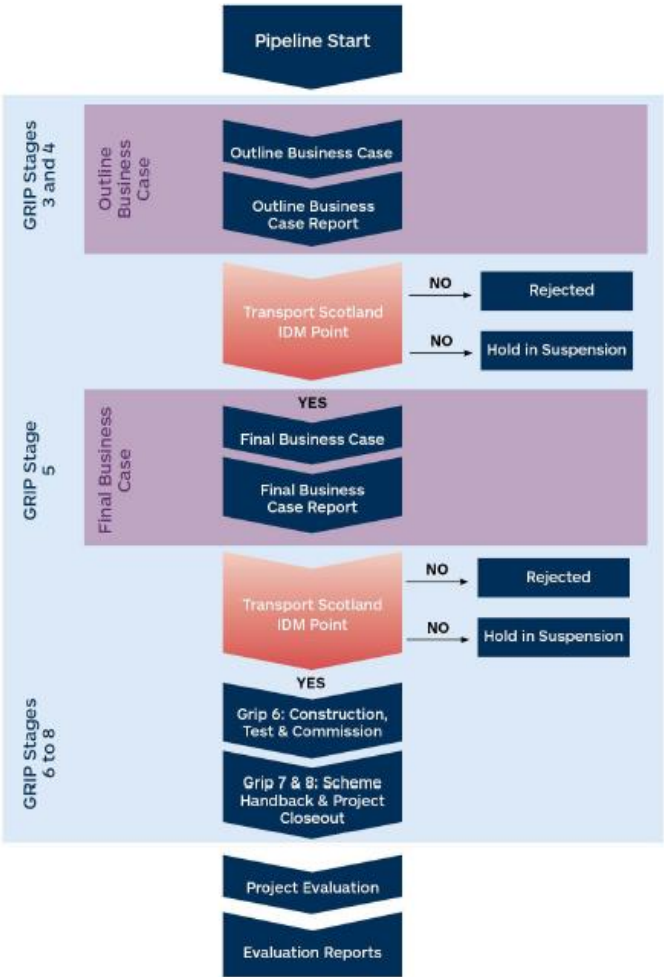 Pipeline Start
GRIP Stages
3 and 4
Outline
Business
Case
Outline Business Case
Outline Business
Case Report
Transport Scotland
IDM Point
NO
Rejected
NO
Hold in Suspension
YES
GRIP Stage
5
Final Business
Case
Final Business Case
Final Business
Case Report
Transport Scotland
IDM Point
NO
Rejected
NO
Hold in Suspension
YES
GRIP Stages
6 to 8
Grip 6: Construction,
Test & Commission
Grip 7 & 8: Scheme
Handback & Project
Closeout
Project Evaluation
Evaluation Reports